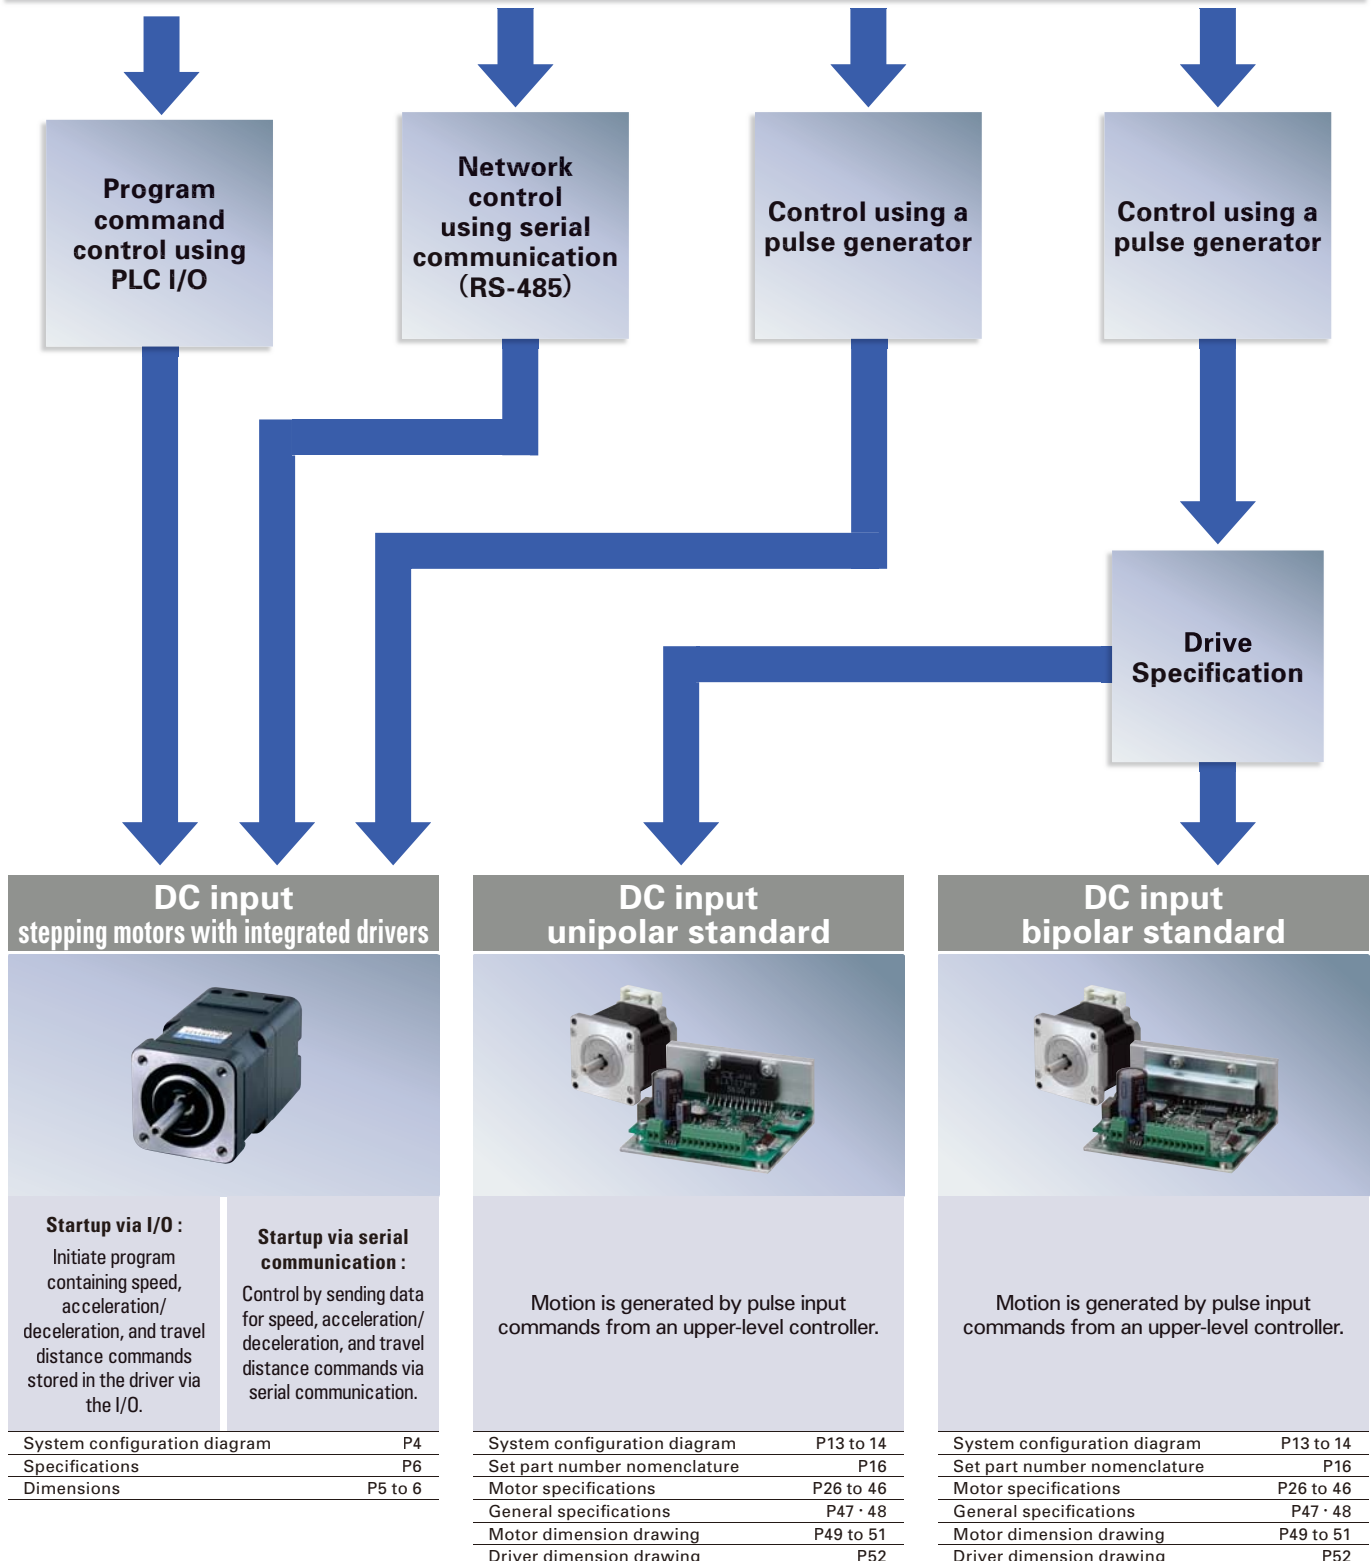 Program
command
control using
PLC I/O
Network
control
using serial
communication
(RS-485)
Control using a
pulse generator
Control using a
pulse generator
Drive
Specification
DC input
stepping motors with integrated drivers
Startup via I/O :
Initiate program
containing speed,
acceleration/
deceleration, and travel
distance commands
stored in the driver via
the I/O.
Startup via serial
communication :
Control by sending data
for speed, acceleration/
deceleration, and travel
distance commands via
serial communication.
System configuration diagram P4
Specifications P6
Dimensions P5 to 6
DC input
unipolar standard
Motion is generated by pulse input
commands from an upper-level controller.
System configuration diagram P13 to 14
Set part number nomenclature P16
Motor specifications P26 to 46
General specifications P47・48
Motor dimension drawing P49 to 51
Driver dimension drawing P52
DC input
bipolar standard
Motion is generated by pulse input
commands from an upper-level controller.
System configuration diagram P13 to 14
Set part number nomenclature P16
Motor specifications P26 to 46
General specifications P47・48
Motor dimension drawing P49 to 51
Driver dimension drawing P52